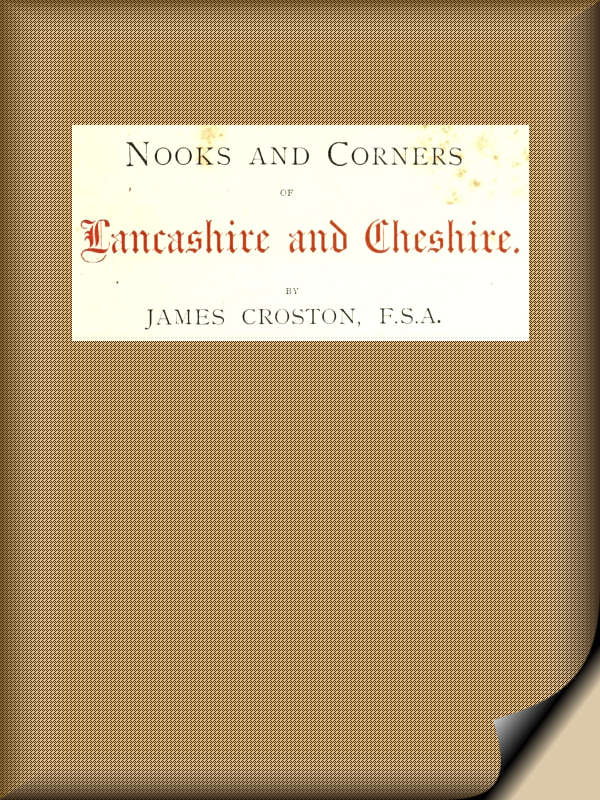 Nooks and Corners
OF
Lancashire and Cheshire.
BY
JAMES CROSTON, F.S.A.